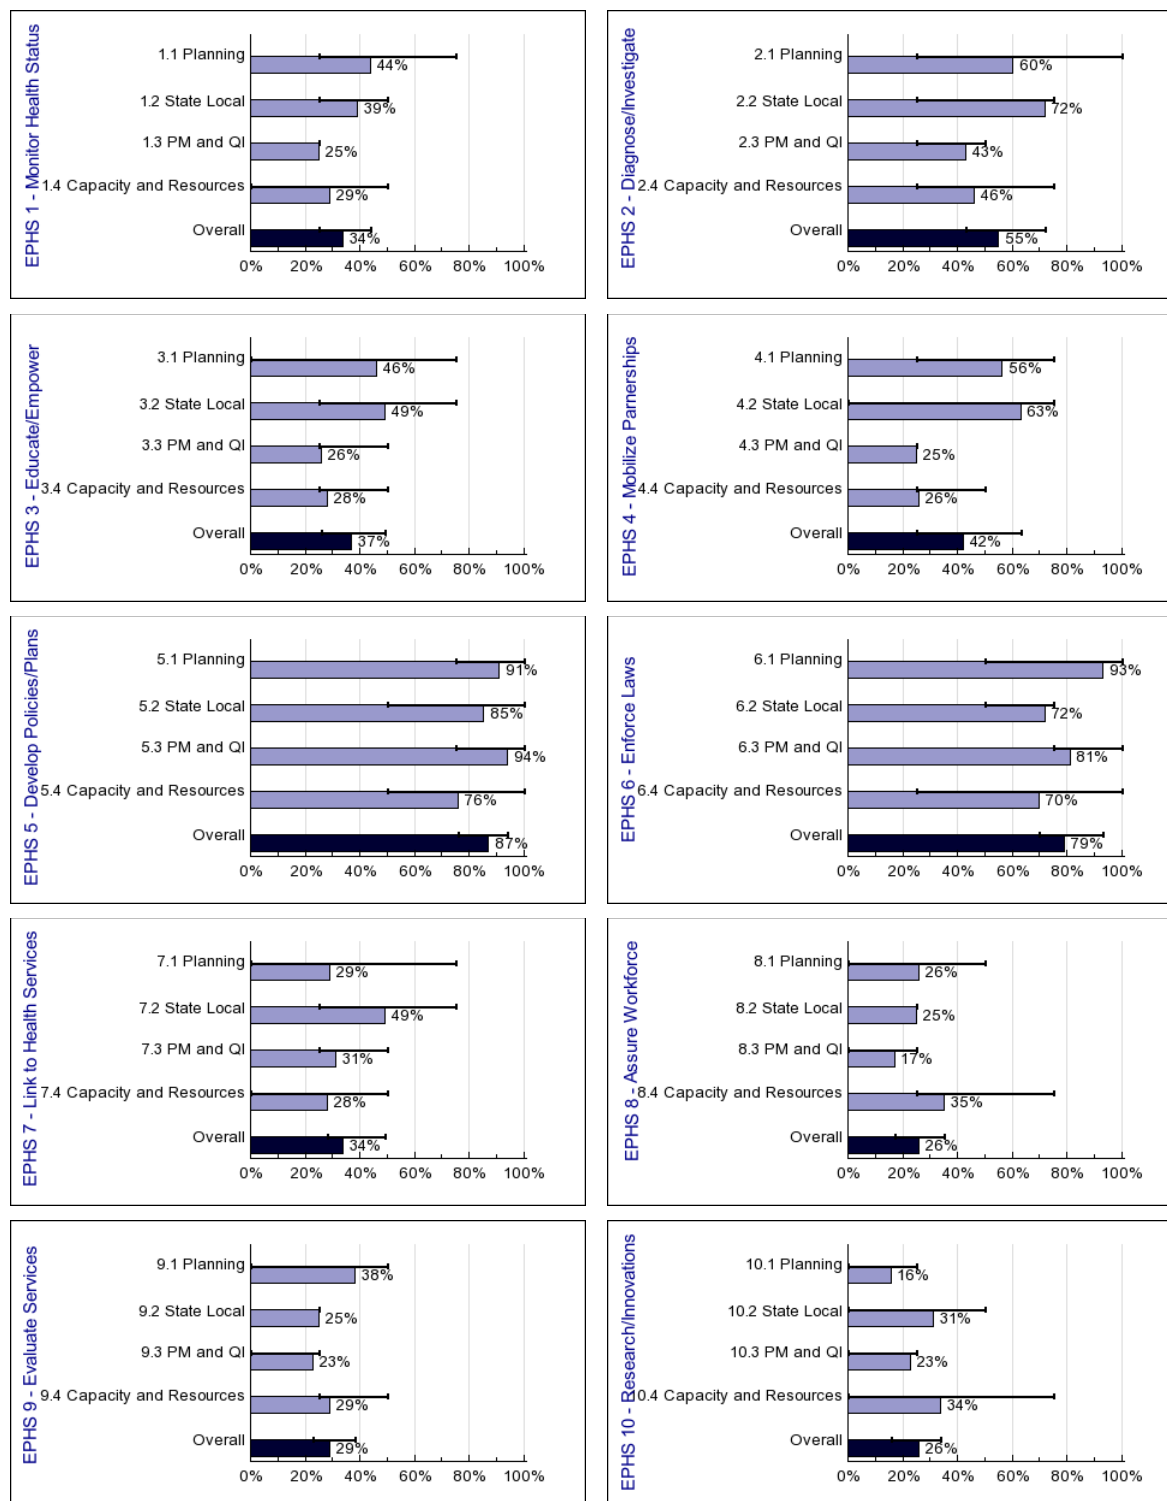 EPHS 1 - Monitor Health Status
1.1 Planning
44%
1.2 State Local
39%
1.3 PM and QI
25%
1.4 Capacity and Resources
29%
Overall
34%
0% 20% 40% 60% 80% 100%
EPHS 2 - Diagnose/Investigate
2.1 Planning
60%
2.2 State Local
72%
2.3 PM and QI
43%
2.4 Capacity and Resources
46%
Overall
55%
0% 20% 40% 60% 80% 100%
EPHS 3 - Educate/Empower
3.1 Planning
46%
3.2 State Local
49%
3.3 PM and QI
26%
3.4 Capacity and Resources
28%
Overall
37%
0% 20% 40% 60% 80% 100%
EPHS 4 - Mobilize Parnerships
4.1 Planning
56%
4.2 State Local
63%
4.3 PM and QI
25%
4.4 Capacity and Resources
26%
Overall
42%
0% 20% 40% 60% 80% 100%
EPHS 5 - Develop Policies/Plans
5.1 Planning
91%
5.2 State Local
85%
5.3 PM and QI
94%
5.4 Capacity and Resources
76%
Overall
87%
0% 20% 40% 60% 80% 100%
EPHS 6 - Enforce Laws
6.1 Planning
93%
6.2 State Local
72%
6.3 PM and QI
81%
6.4 Capacity and Resources
70%
Overall
79%
0% 20% 40% 60% 80% 100%
EPHS 7 - Link to Health Services
7.1 Planning
29%
7.2 State Local
49%
7.3 PM and QI
31%
7.4 Capacity and Resources
28%
Overall
34%
0% 20% 40% 60% 80% 100%
EPHS 8 - Assure Workforce
8.1 Planning
26%
8.2 State Local
25%
8.3 PM and QI
17%
8.4 Capacity and Resources
35%
Overall
26%
0% 20% 40% 60% 80% 100%
EPHS 9 - Evaluate Services
9.1 Planning
38%
9.2 State Local
25%
9.3 PM and QI
23%
9.4 Capacity and Resources
29%
Overall
29%
0% 20% 40% 60% 80% 100%
EPHS 10 - Research/Innovations
10.1 Planning
16%
10.2 State Local
31%
10.3 PM and QI
23%
10.4 Capacity and Resources
34%
Overall
26%
0% 20% 40% 60% 80% 100%